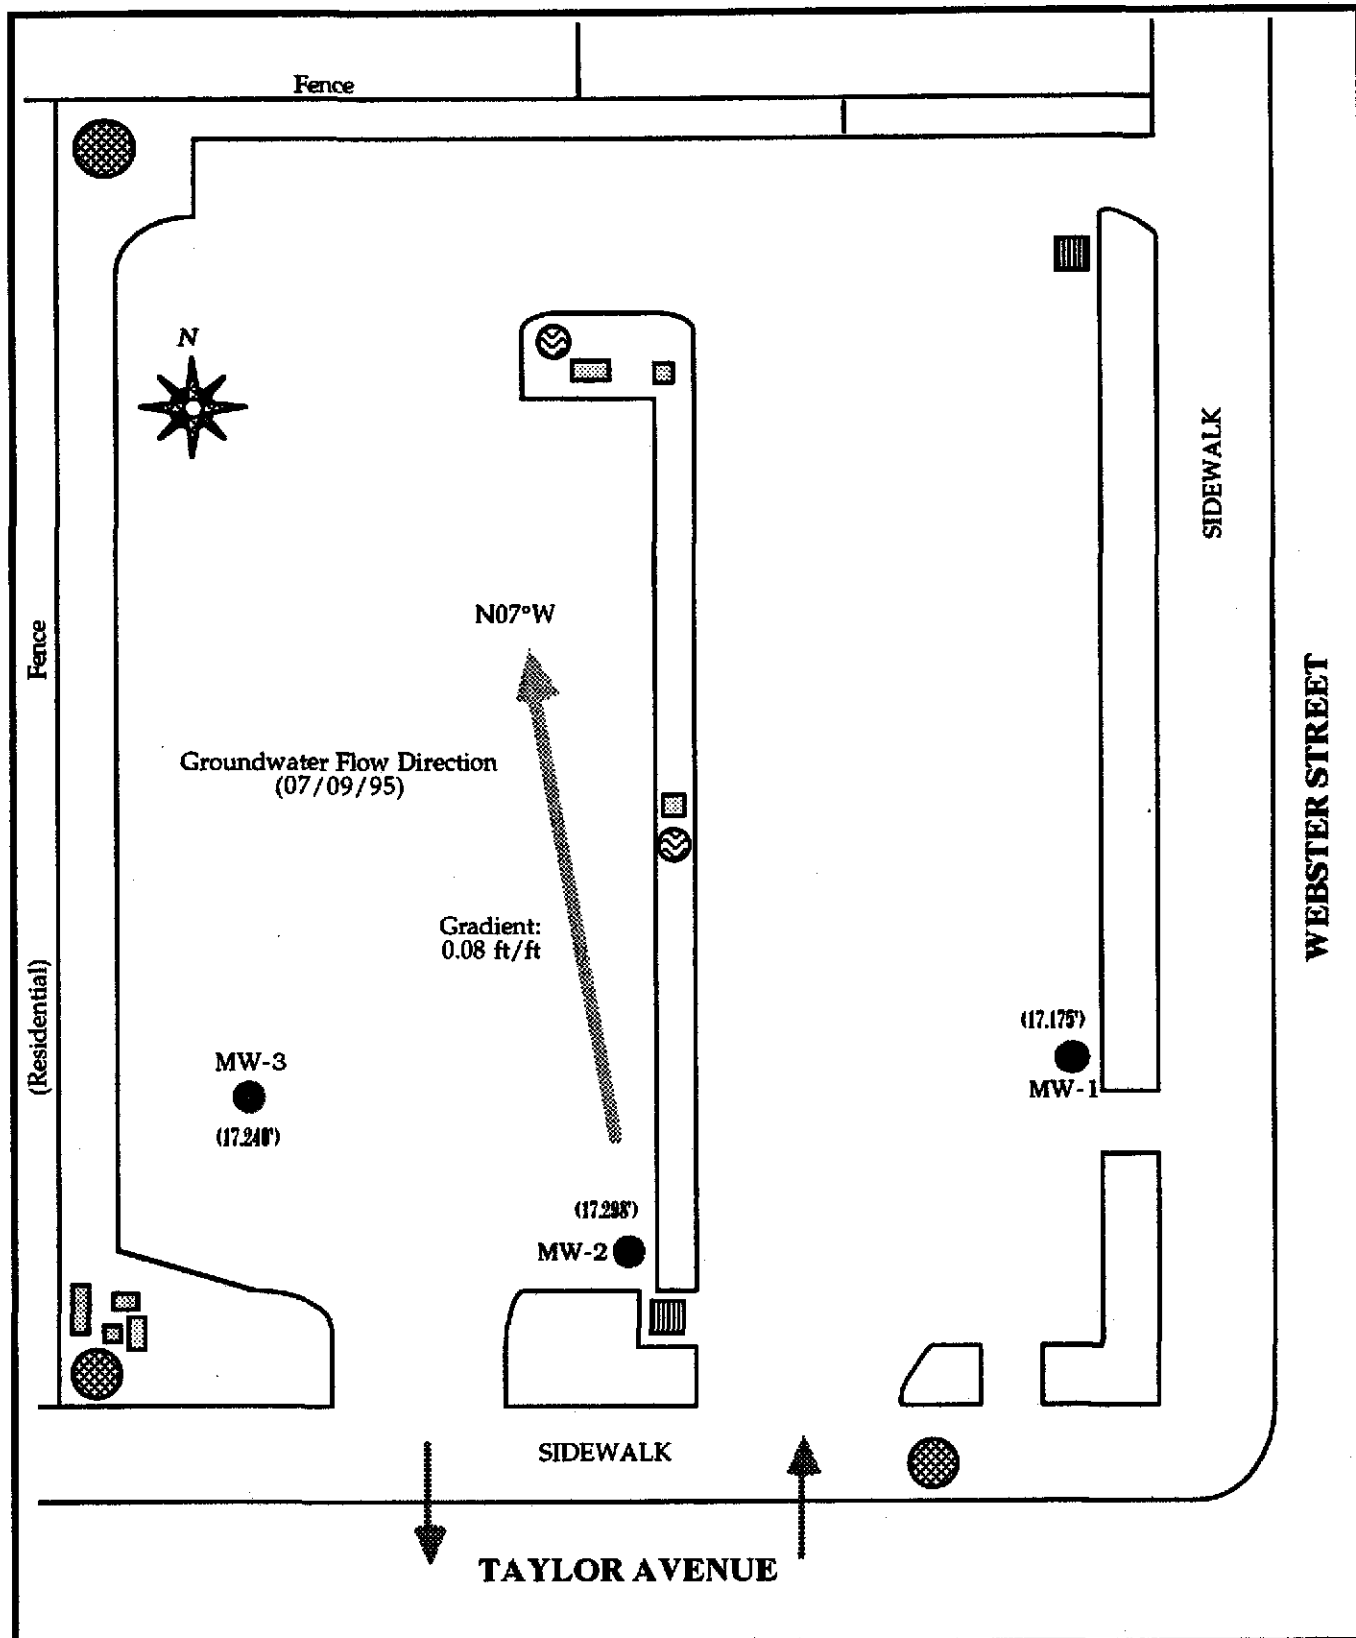 Fence
N
SIDEWALK
N07°W
Fence
WEBSTER STREET
Groundwater Flow Direction
(07/09/95)
Gradient:
0.08 ft/ft
(Residential)
(17.175')
MW-1
MW-3
(17.240')
(17.298')
MW-2
SIDEWALK
TAYLOR AVENUE